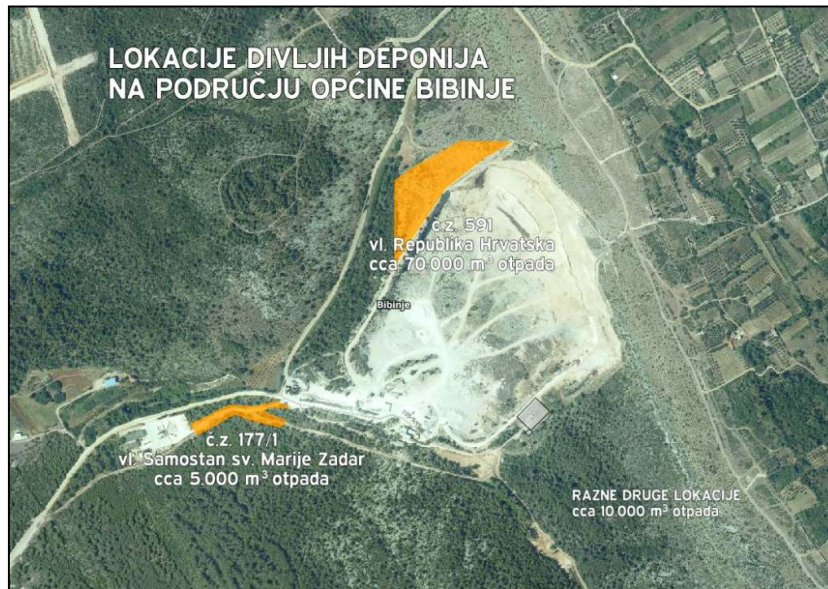 LOKACIJE DIVLJIH DEPONIJA
NA PODRUČJU OPĆINE BIBINJE
č.z. 591
vl. Republika Hrvatska
cca 70.000 m³ otpada
Bibinje
č.z. 177/1
vl. Samostan sv. Marije Zadar
cca 5.000 m³ otpada
RAZNE DRUGE LOKACIJE
cca 10.000 m³ otpada